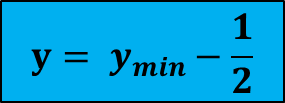 y = y_min − 1/2